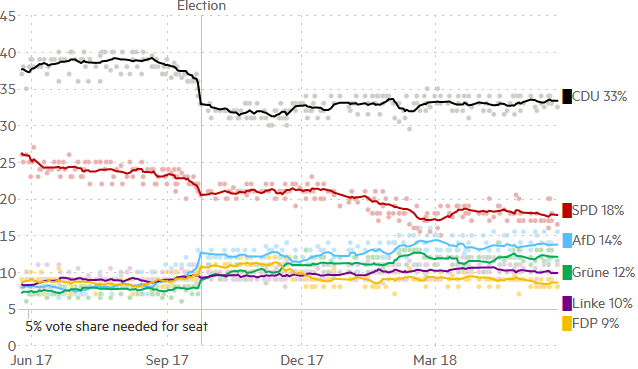 Election
45
40
35
30
25
20
15
10
5
0
CDU 33%
SPD 18%
AfD 14%
Grüne 12%
Linke 10%
FDP 9%
5% vote share needed for seat
Jun 17 Sep 17 Dec 17 Mar 18